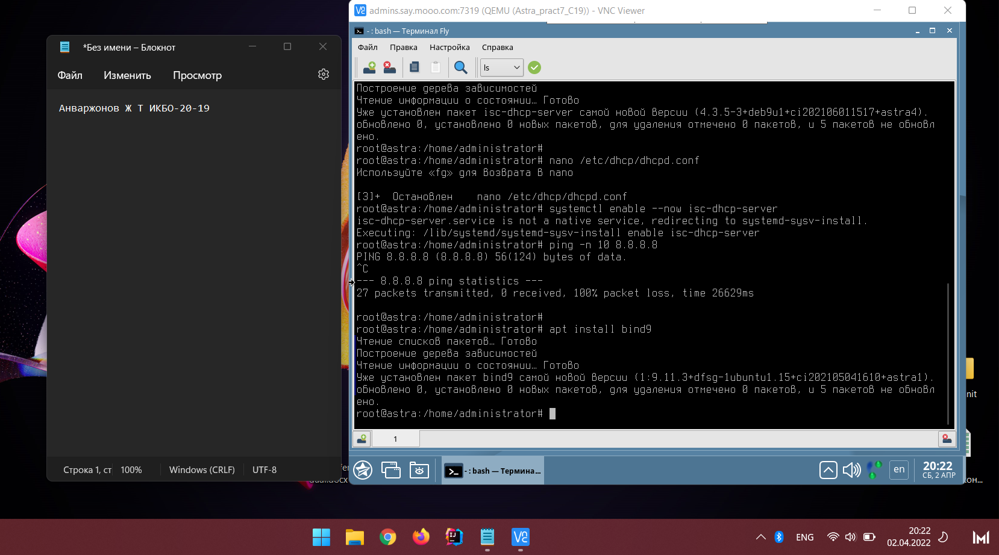 admins.say.mooo.com:7319 (QEMU (Astra_pract7_C19)) - VNC Viewer
- : bash — Терминал Fly
*Без имени – Блокнот
Файл Правка Настройка Справка
Файл Изменить Просмотр
ls
Анваржонов Ж Т ИКБО-20-19
Построение дерева зависимостей
Чтение информации о состоянии… Готово
Уже установлен пакет isc-dhcp-server самой новой версии (4.3.5-3+deb9u1+ci202106011517+astra4).
обновлено 0, установлено 0 новых пакетов, для удаления отмечено 0 пакетов, и 5 пакетов не обновл
ено.
root@astra:/home/administrator#
root@astra:/home/administrator# nano /etc/dhcp/dhcpd.conf
Используйте «fg» для возврата в nano
[3]+  Остановлен    nano /etc/dhcp/dhcpd.conf
root@astra:/home/administrator# systemctl enable --now isc-dhcp-server
isc-dhcp-server.service is not a native service, redirecting to systemd-sysv-install.
Executing: /lib/systemd/systemd-sysv-install enable isc-dhcp-server
root@astra:/home/administrator# ping -n 10 8.8.8.8
PING 8.8.8.8 (8.8.8.8) 56(124) bytes of data.
^C
--- 8.8.8.8 ping statistics ---
27 packets transmitted, 0 received, 100% packet loss, time 26629ms
root@astra:/home/administrator#
root@astra:/home/administrator# apt install bind9
Чтение списков пакетов… Готово
Построение дерева зависимостей
Чтение информации о состоянии… Готово
Уже установлен пакет bind9 самой новой версии (1:9.11.3+dfsg-1ubuntu1.15+ci202105041610+astra1).
обновлено 0, установлено 0 новых пакетов, для удаления отмечено 0 пакетов, и 5 пакетов не обновл
ено.
root@astra:/home/administrator#
1
Строка 1, ст 100% Windows (CRLF) UTF-8
- : bash — Термина...
en
20:22
СБ, 2 АПР
ENG
20:22
02.04.2022